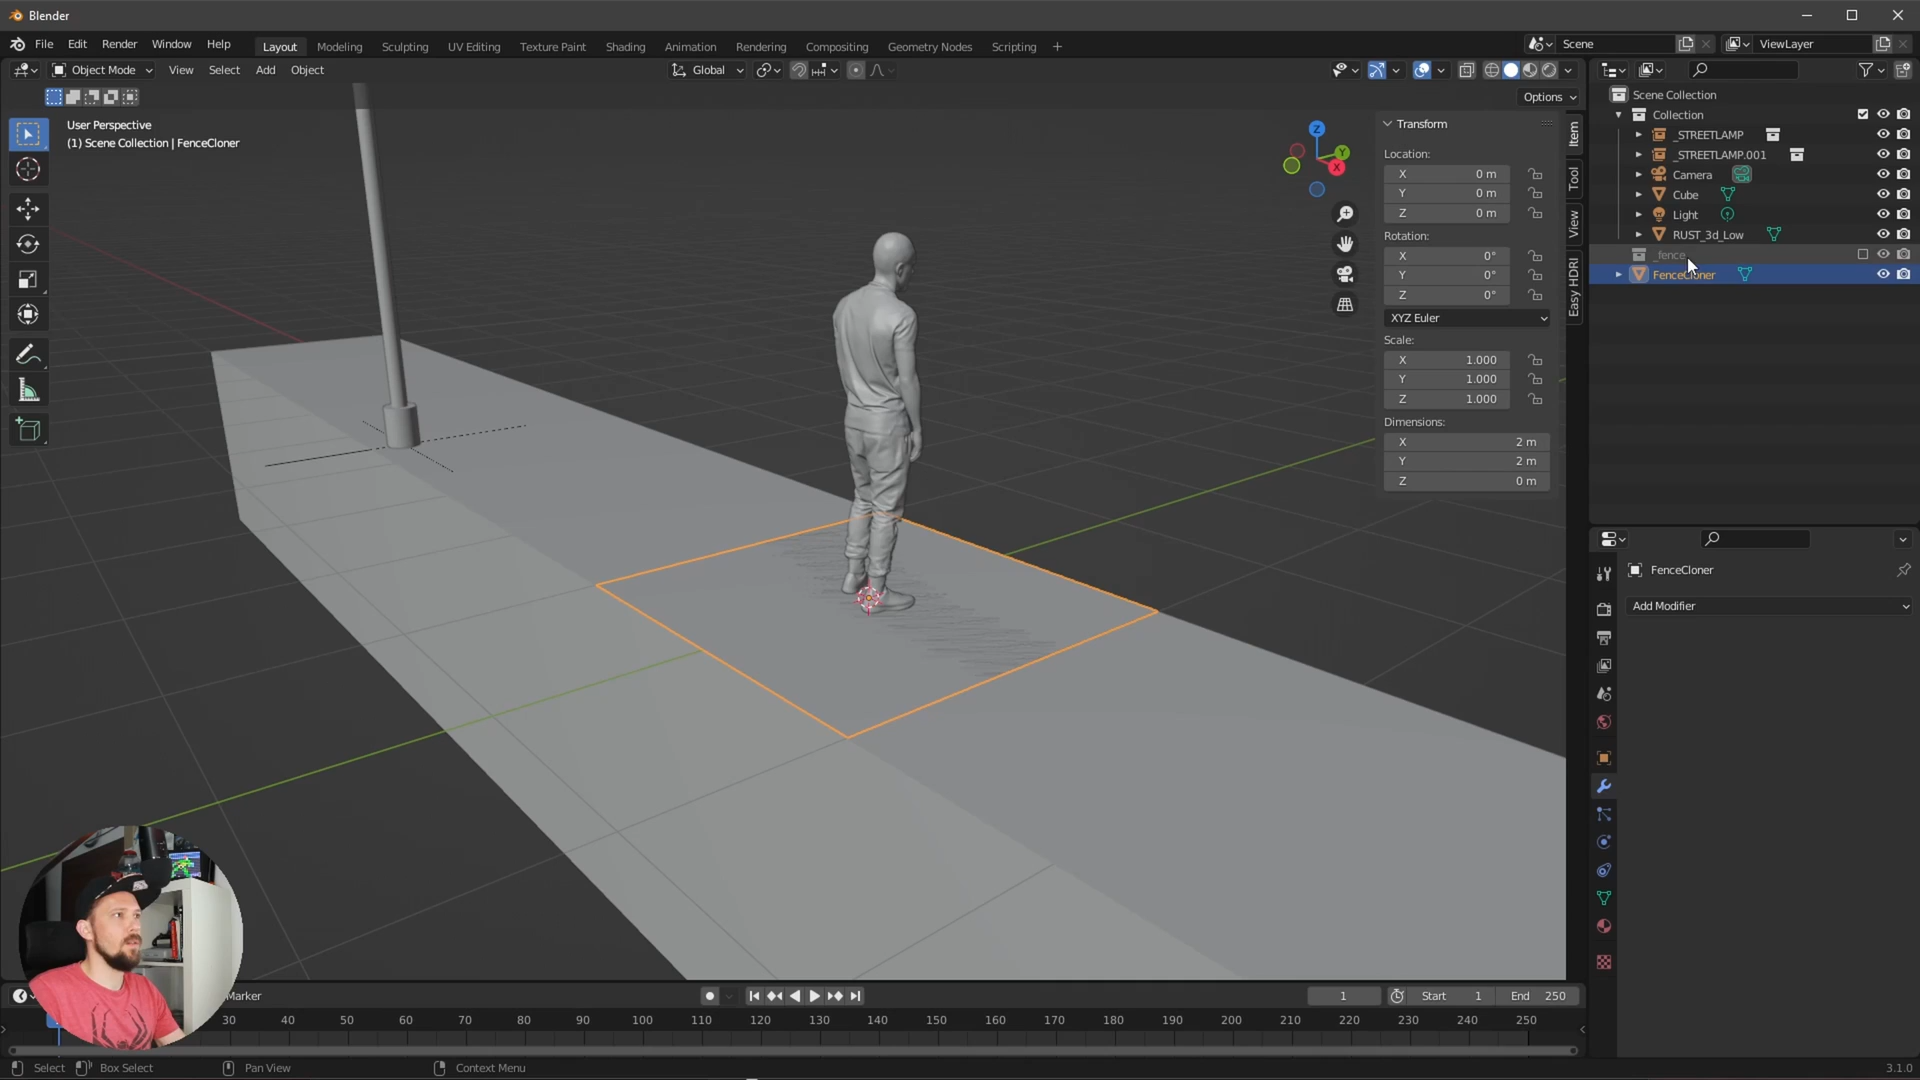 Blender
File Edit Render Window Help
Layout Modeling Sculpting UV Editing Texture Paint Shading Animation Rendering Compositing Geometry Nodes Scripting +
Scene
ViewLayer
Object Mode View Select Add Object
Global
Options
User Perspective
(1) Scene Collection | FenceCloner
Z
Y
X
Transform
Location:
X 0 m
Y 0 m
Z 0 m
Rotation:
X 0°
Y 0°
Z 0°
XYZ Euler
Scale:
X 1.000
Y 1.000
Z 1.000
Dimensions:
X 2 m
Y 2 m
Z 0 m
Item
Tool
View
Easy HDRI
Scene Collection
Collection
_STREETLAMP
_STREETLAMP.001
Camera
Cube
Light
RUST_3d_Low
_fence
FenceCloner
FenceCloner
Add Modifier
Marker
1
Start 1 End 250
30 40 50 60 70 80 90 100 110 120 130 140 150 160 170 180 190 200 210 220 230 240 250
Select Box Select Pan View Context Menu
3.1.0